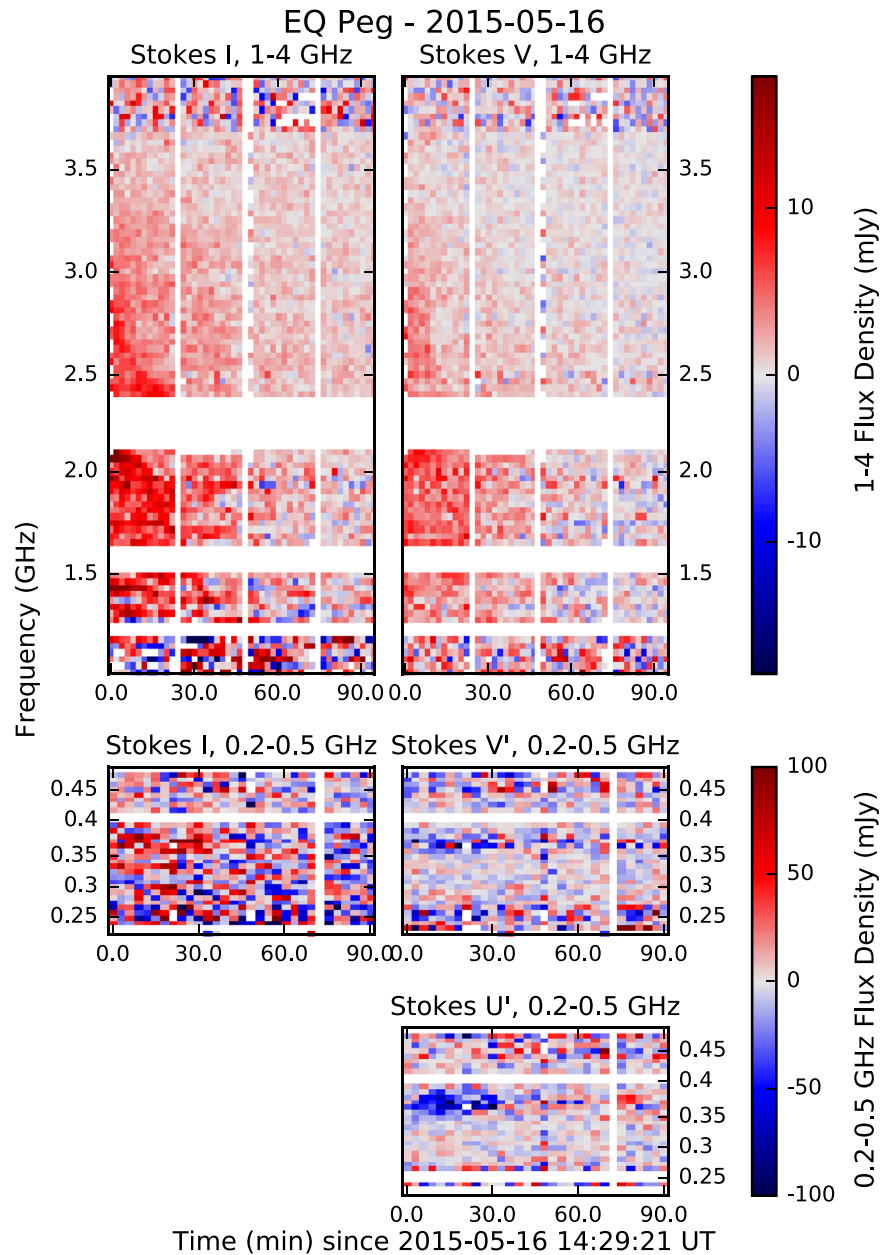 EQ Peg - 2015-05-16
Stokes I, 1-4 GHz
Stokes V, 1-4 GHz
3.5
3.0
2.5
2.0
1.5
0.0 30.0 60.0 90.0
3.5
3.0
2.5
2.0
1.5
0.0 30.0 60.0 90.0
10
0
-10
1-4 Flux Density (mJy)
Frequency (GHz)
Stokes I, 0.2-0.5 GHz
Stokes V', 0.2-0.5 GHz
0.45
0.4
0.35
0.3
0.25
0.0 30.0 60.0 90.0
0.45
0.4
0.35
0.3
0.25
0.0 30.0 60.0 90.0
100
50
0
-50
-100
0.2-0.5 GHz Flux Density (mJy)
Stokes U', 0.2-0.5 GHz
0.45
0.4
0.35
0.3
0.25
0.0 30.0 60.0 90.0
Time (min) since 2015-05-16 14:29:21 UT